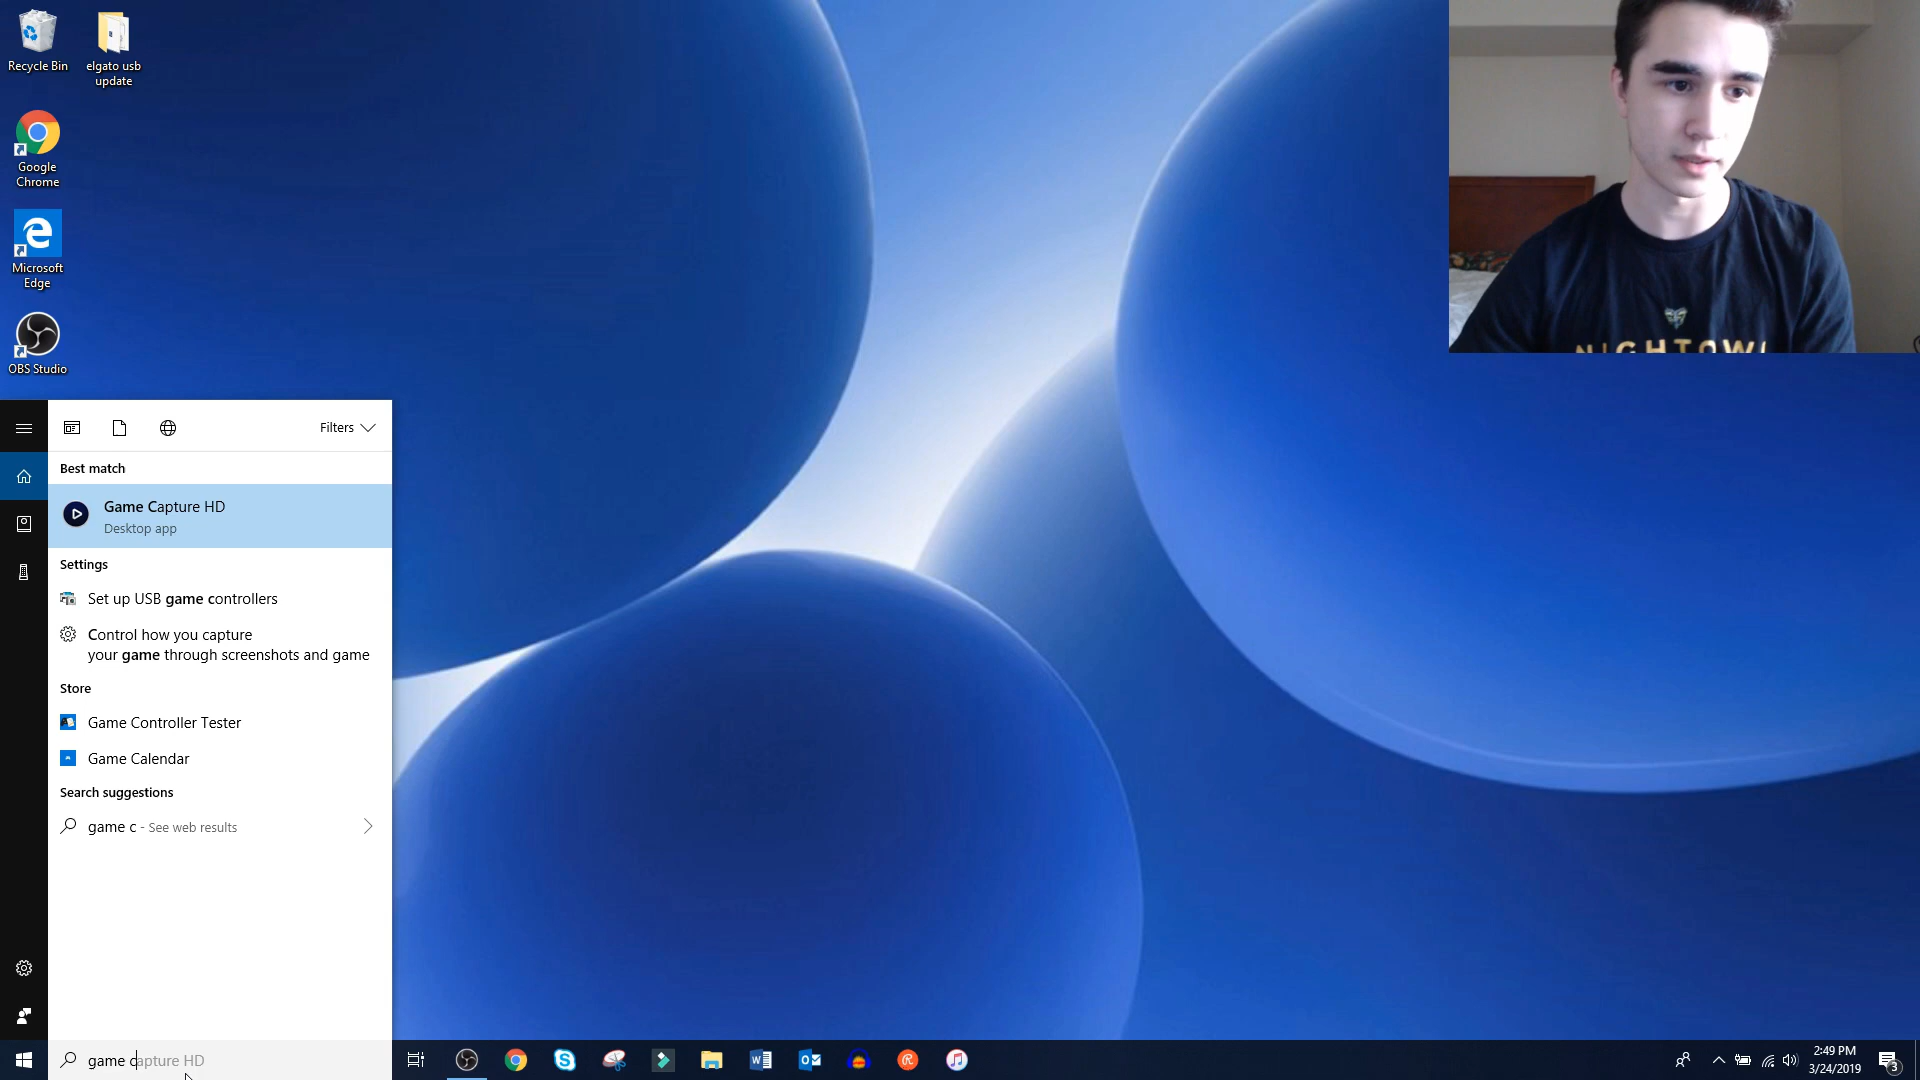 Recycle Bin
elgato usb
update
Google
Chrome
Microsoft
Edge
OBS Studio
Filters
Best match
Game Capture HD
Desktop app
Settings
Set up USB game controllers
Control how you capture
your game through screenshots and game
Store
Game Controller Tester
Game Calendar
Search suggestions
game c - See web results
game capture HD
2:49 PM
3/24/2019
3